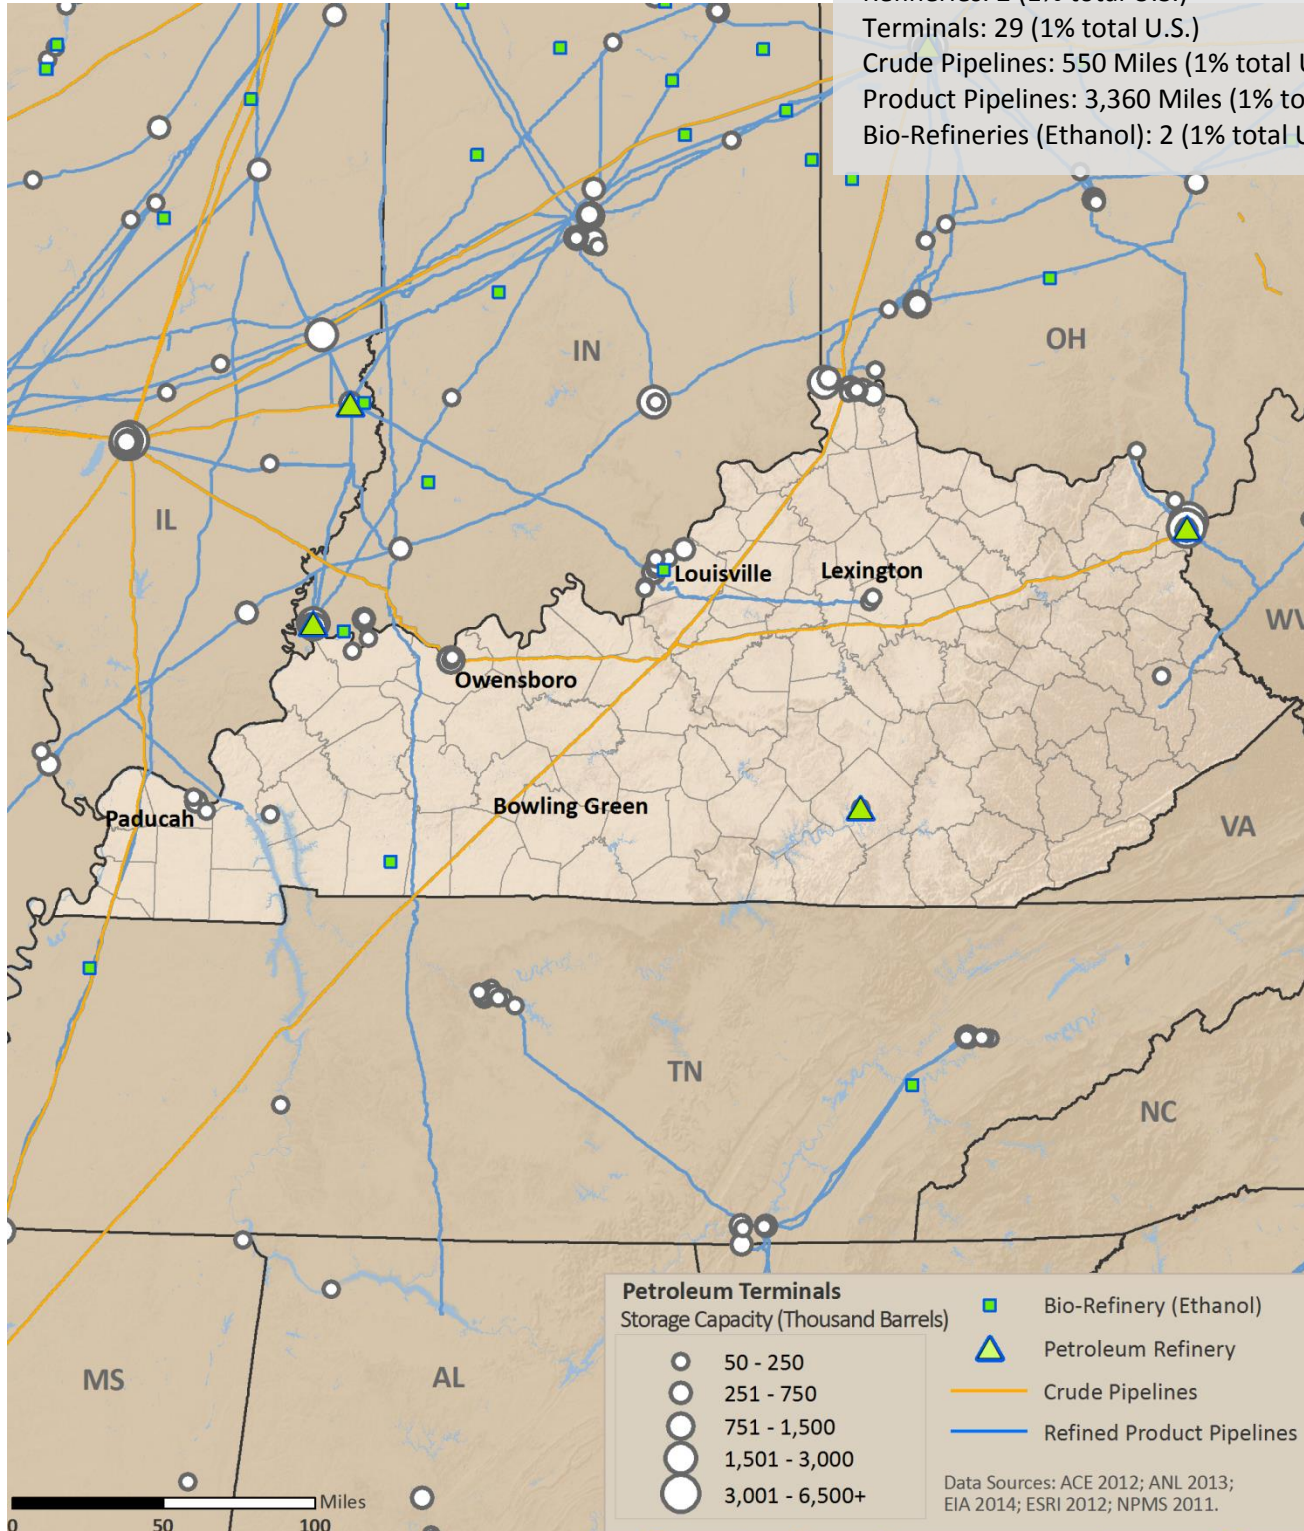 Terminals: 29 (1% total U.S.)
Crude Pipelines: 550 Miles (1% total
Product Pipelines: 3,360 Miles (1%
Bio-Refineries (Ethanol): 2 (1% total
IN
OH
IL
Louisville
Lexington
WV
Owensboro
Bowling Green
Paducah
VA
TN
NC
MS
AL
Petroleum Terminals
Storage Capacity (Thousand Barrels)
50 - 250
251 - 750
751 - 1,500
1,501 - 3,000
3,001 - 6,500+
Bio-Refinery (Ethanol)
Petroleum Refinery
Crude Pipelines
Refined Product Pipelines
Data Sources: ACE 2012; ANL 2013;
EIA 2014; ESRI 2012; NPMS 2011.
Miles
0 50 100